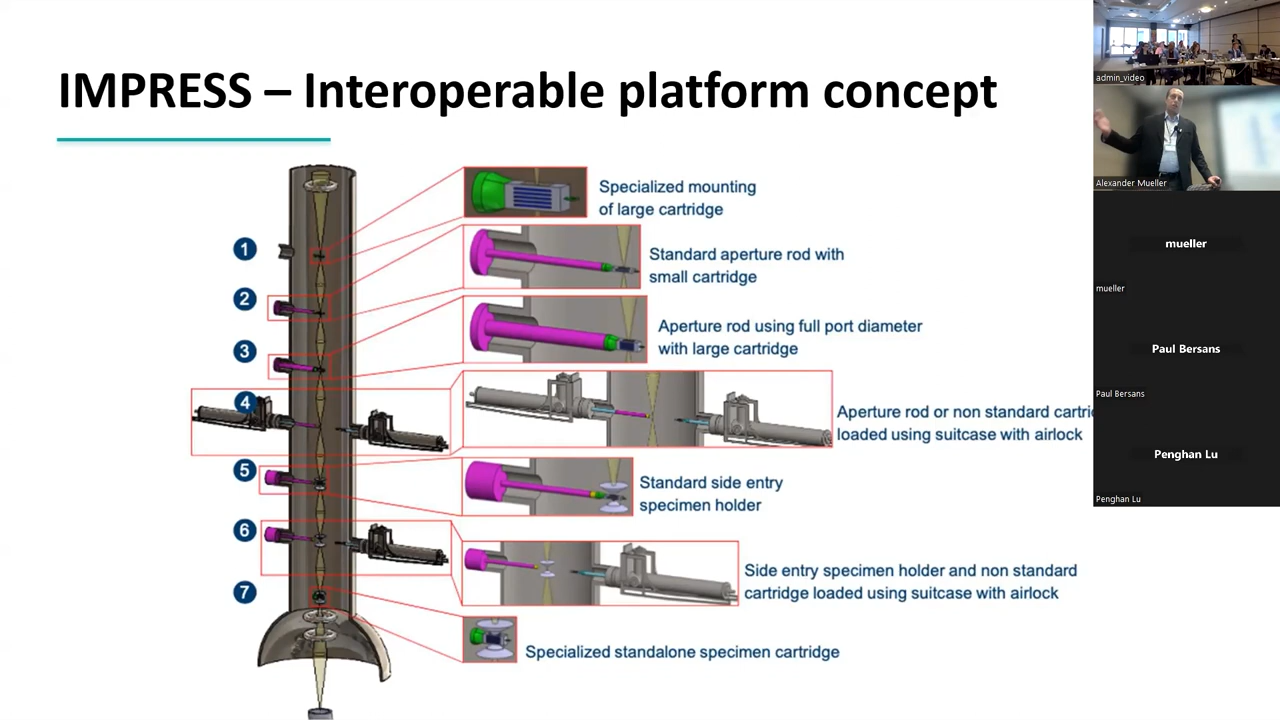 IMPRESS – Interoperable platform concept
1
Specialized mounting
of large cartridge
2
Standard aperture rod with
small cartridge
3
Aperture rod using full port diameter
with large cartridge
4
Aperture rod or non standard cartri
loaded using suitcase with airlock
5
Standard side entry
specimen holder
6
Side entry specimen holder and non standard
cartridge loaded using suitcase with airlock
7
Specialized standalone specimen cartridge
admin_video
Alexander Mueller
mueller
mueller
Paul Bersans
Paul Bersans
Penghan Lu
Penghan Lu